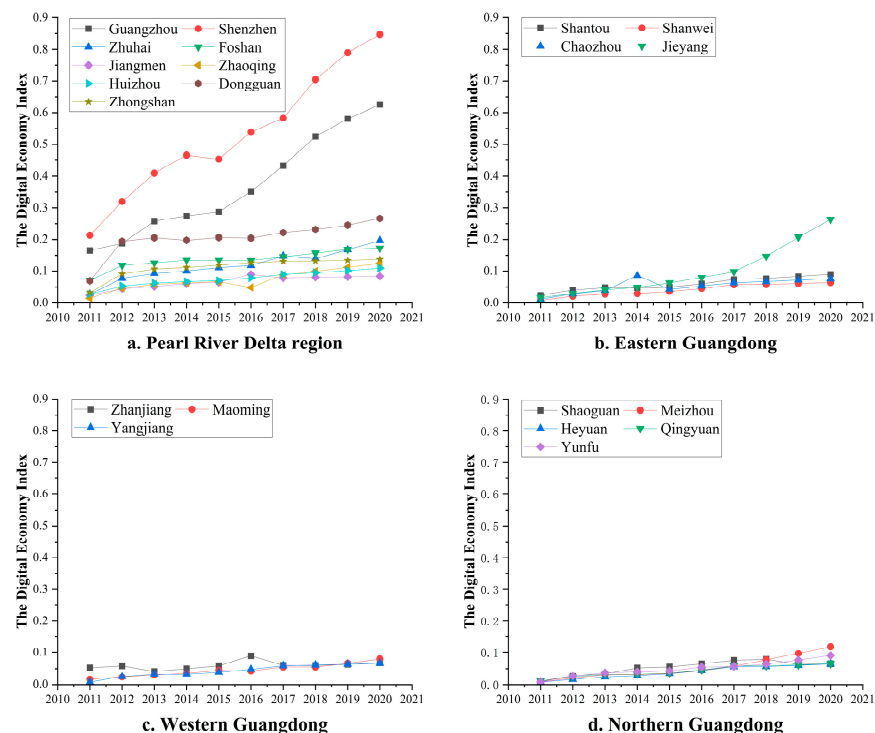 The Digital Economy Index
0.9
0.8
0.7
0.6
0.5
0.4
0.3
0.2
0.1
0.0
Guangzhou Shenzhen
Zhuhai Foshan
Jiangmen Zhaoqing
Huizhou Dongguan
Zhongshan
2010 2011 2012 2013 2014 2015 2016 2017 2018 2019 2020 2021
a. Pearl River Delta region
The Digital Economy Index
0.9
0.8
0.7
0.6
0.5
0.4
0.3
0.2
0.1
0.0
Shantou Shanwei
Chaozhou Jieyang
2010 2011 2012 2013 2014 2015 2016 2017 2018 2019 2020 2021
b. Eastern Guangdong
The Digital Economy Index
0.9
0.8
0.7
0.6
0.5
0.4
0.3
0.2
0.1
0.0
Zhanjiang Maoming
Yangjiang
2010 2011 2012 2013 2014 2015 2016 2017 2018 2019 2020 2021
c. Western Guangdong
The Digital Economy Index
0.9
0.8
0.7
0.6
0.5
0.4
0.3
0.2
0.1
0.0
Shaoguan Meizhou
Heyuan Qingyuan
Yunfu
2010 2011 2012 2013 2014 2015 2016 2017 2018 2019 2020 2021
d. Northern Guangdong